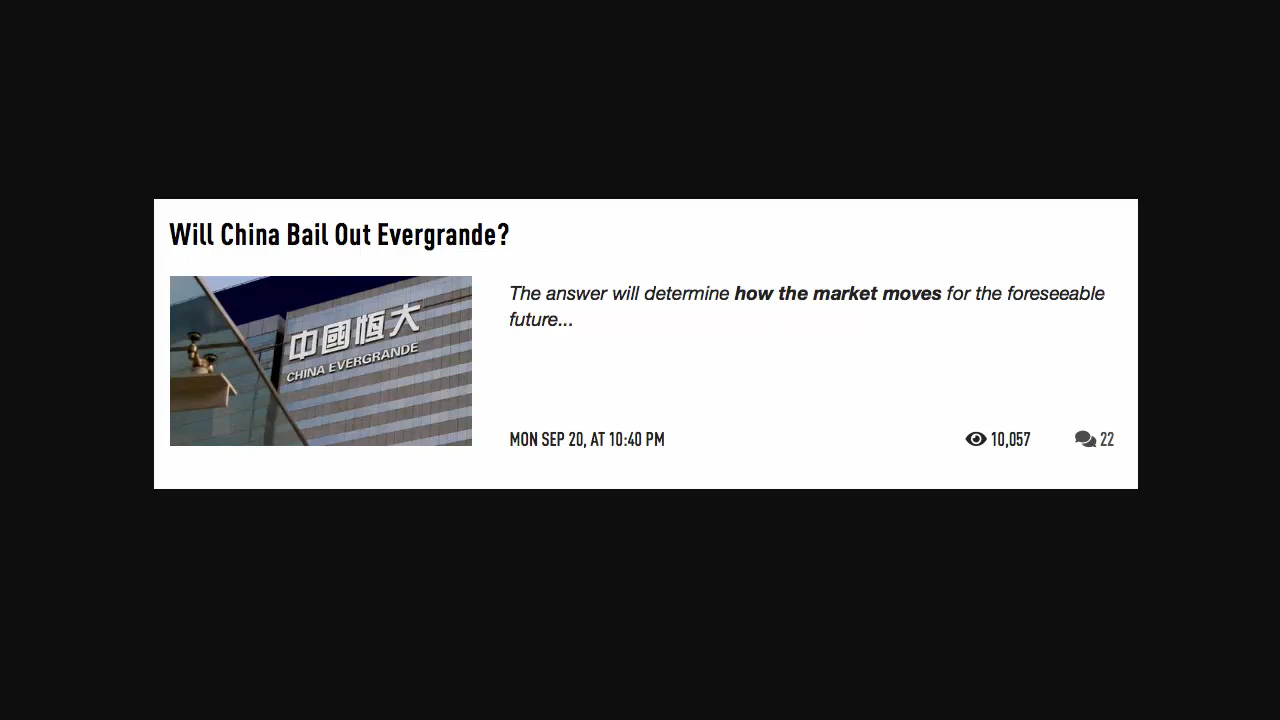 Will China Bail Out Evergrande?
中國恆大
CHINA EVERGRANDE
The answer will determine how the market moves for the foreseeable
future...
MON SEP 20, AT 10:40 PM
10,057
22